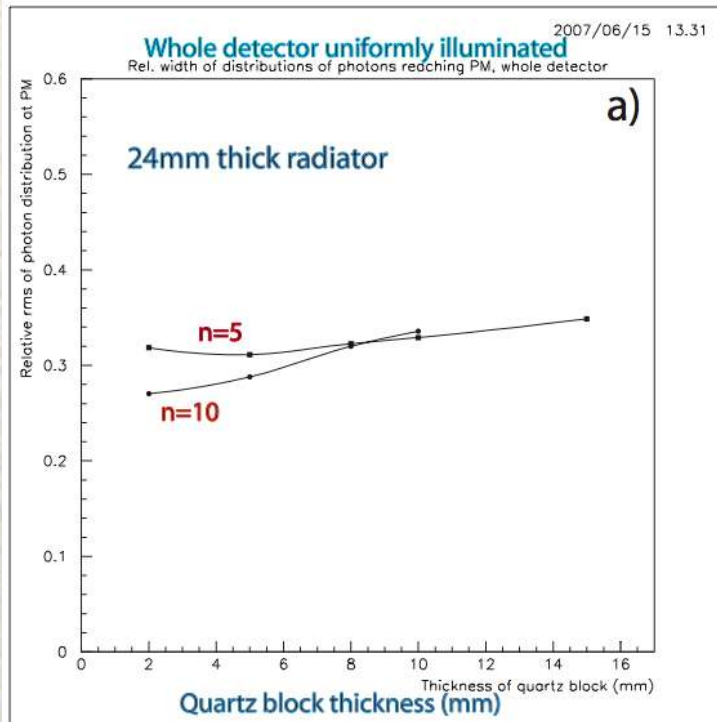 2007/06/15 13.31
Whole detector uniformly illuminated
Rel. width of distributions of photons reaching PM, whole detector
Relative rms of photon distribution at PM
0.6
a)
24mm thick radiator
0.5
0.4
n=5
0.3
n=10
0.2
0.1
0
0 2 4 6 8 10 12 14 16
Thickness of quartz block (mm)
Quartz block thickness (mm)